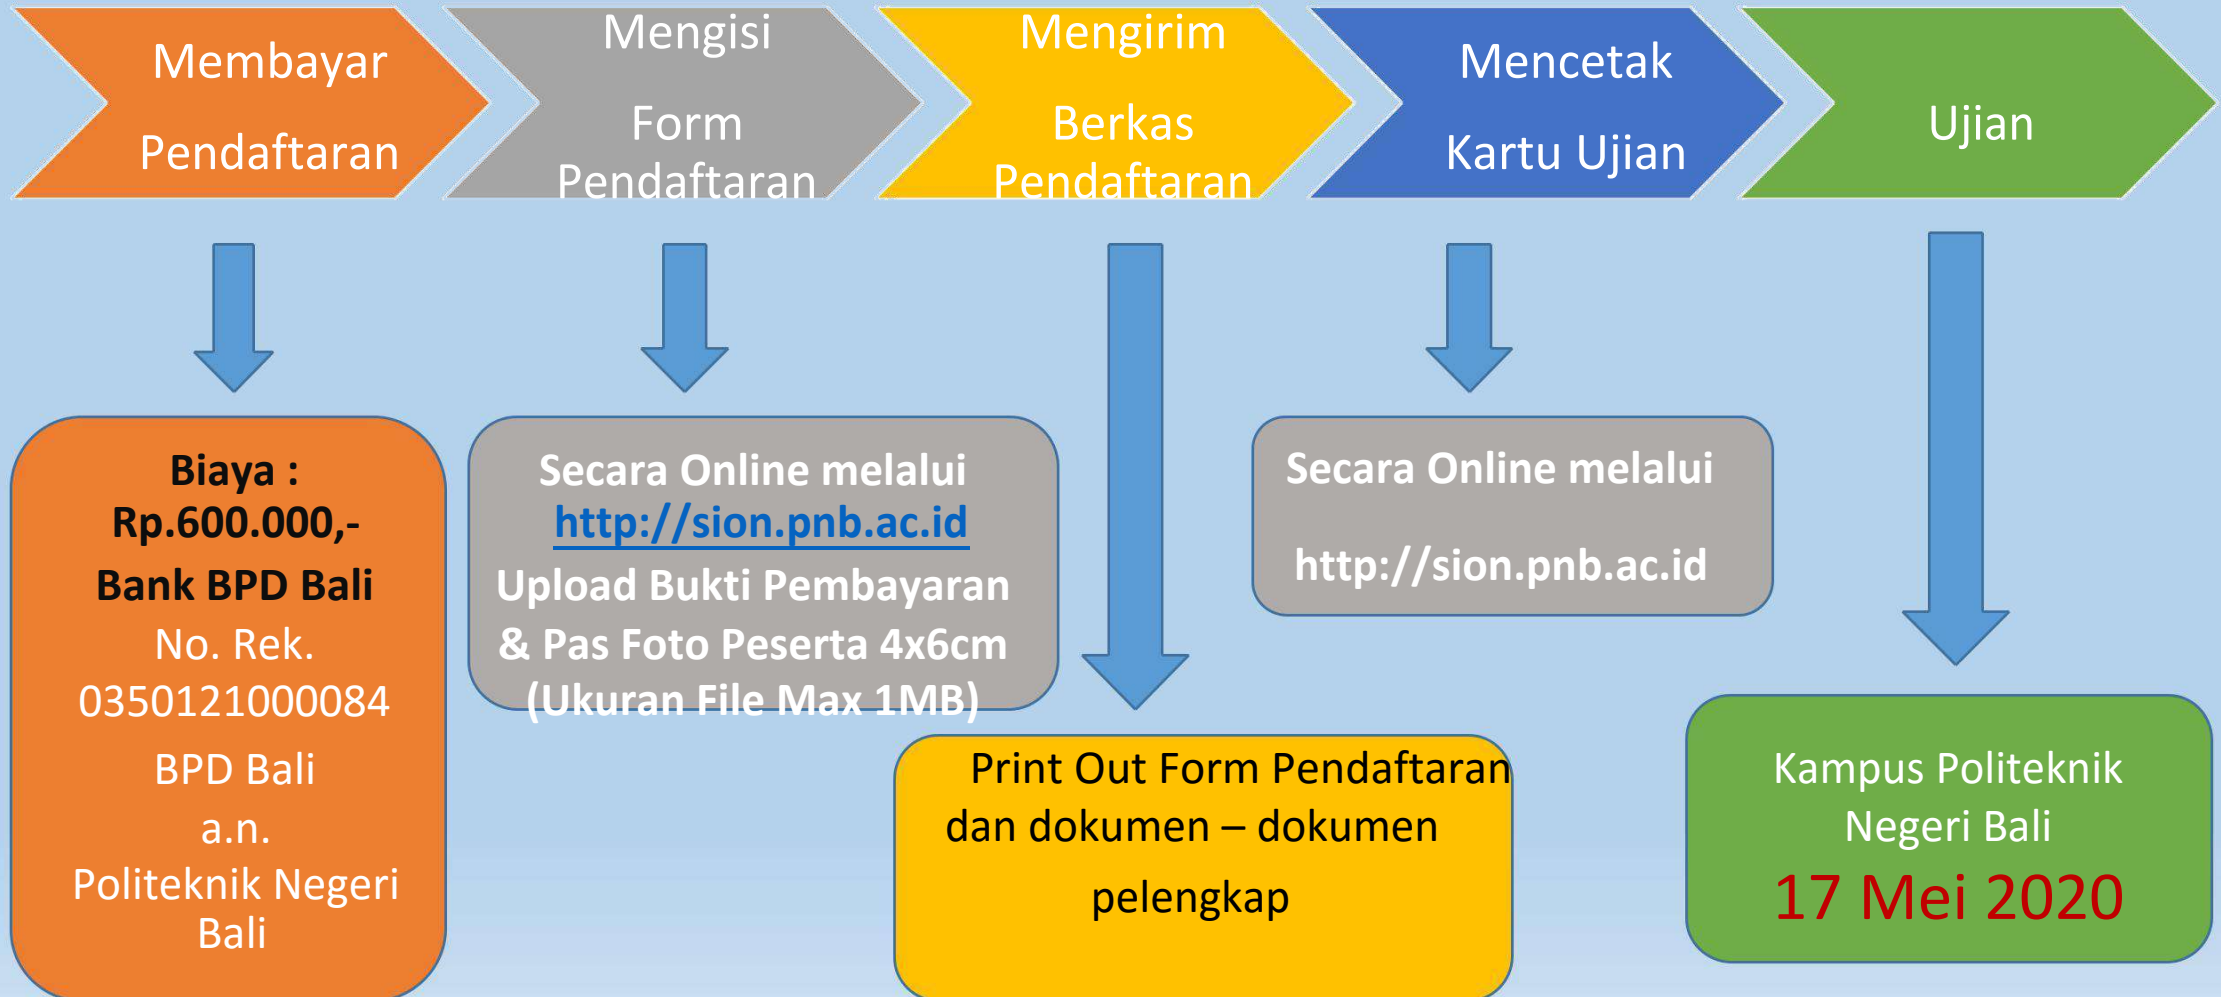 Membayar
Pendaftaran
Mengisi
Form
Pendaftaran
Mengirim
Berkas
Pendaftaran
Mencetak
Kartu Ujian
Ujian
Biaya :
Rp.600.000,-
Bank BPD Bali
No. Rek.
0350121000084
BPD Bali
a.n.
Politeknik Negeri
Bali
Secara Online melalui
http://sion.pnb.ac.id
Upload Bukti Pembayaran
& Pas Foto Peserta 4x6cm
(Ukuran File Max 1MB)
Print Out Form Pendaftaran
dan dokumen – dokumen
pelengkap
Secara Online melalui
http://sion.pnb.ac.id
Kampus Politeknik
Negeri Bali
17 Mei 2020